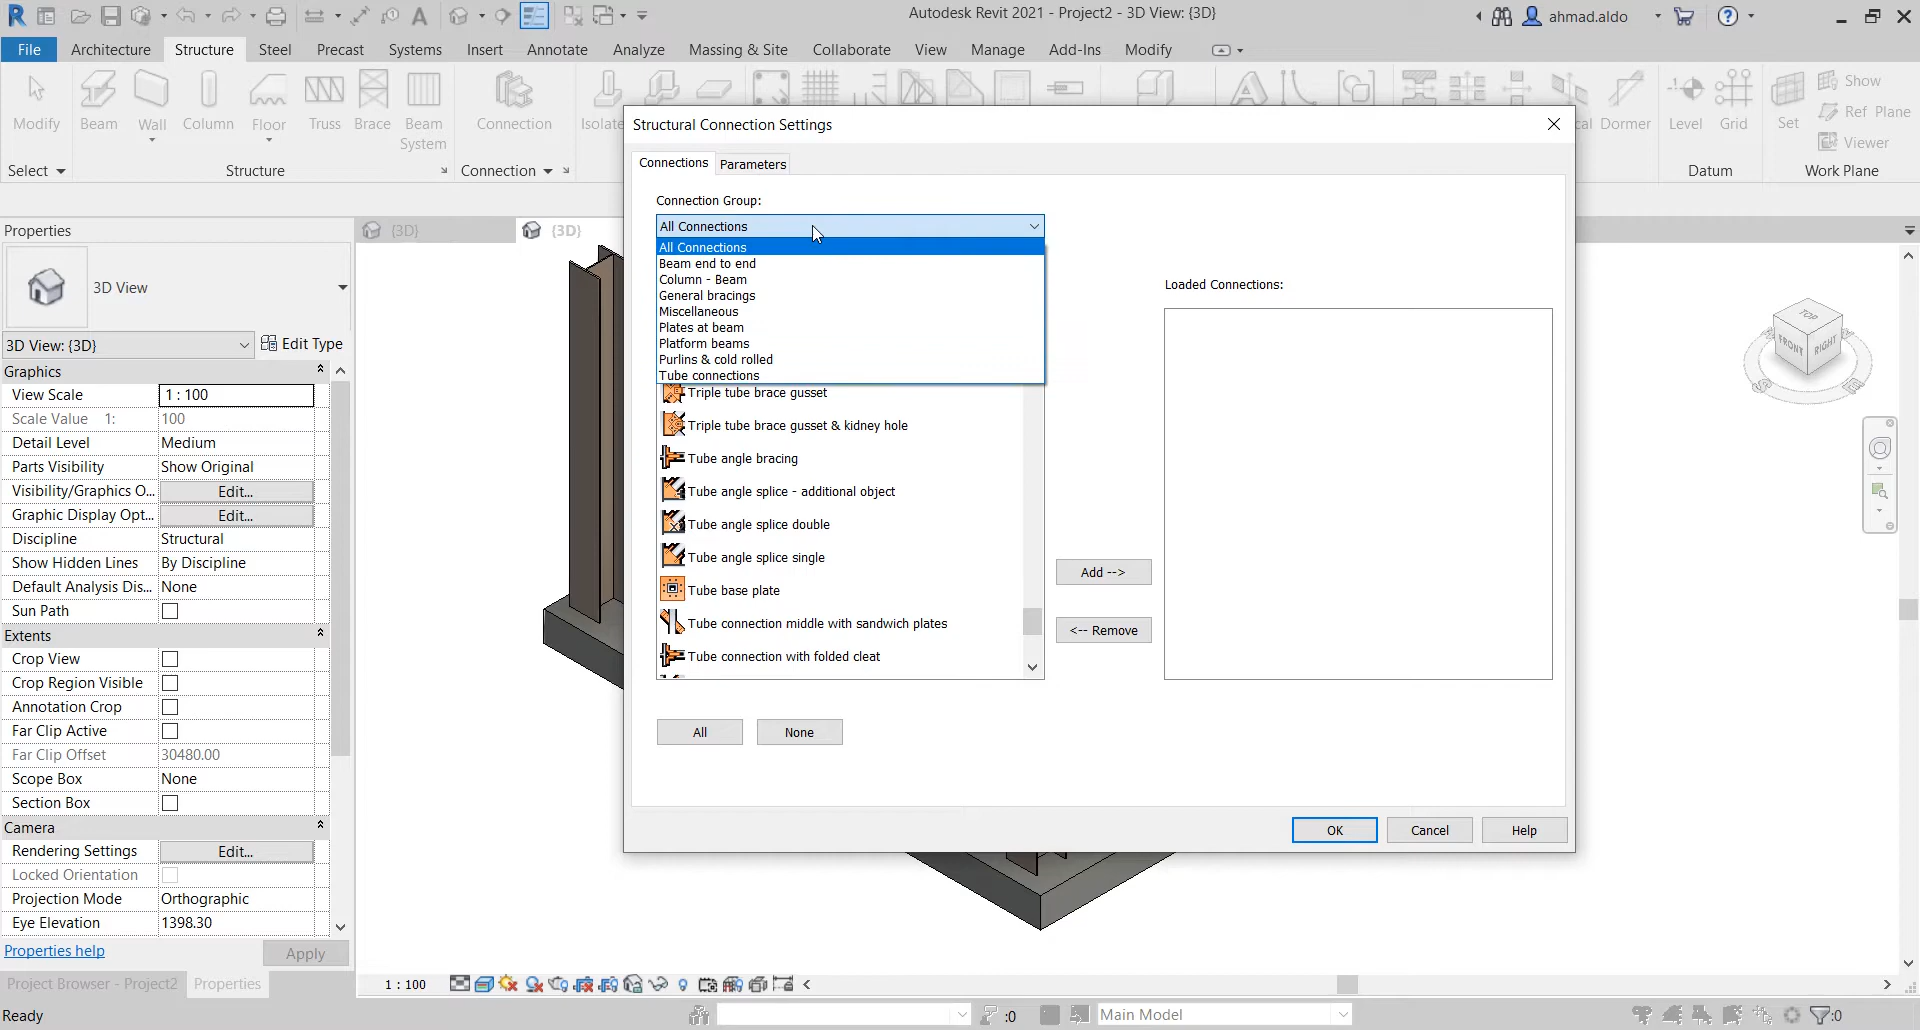 Autodesk Revit 2021 - Project2 - 3D View: {3D}
ahmad.aldo
File
Architecture
Structure
Steel
Precast
Systems
Insert
Annotate
Analyze
Massing & Site
Collaborate
View
Manage
Add-Ins
Modify
Modify
Beam
Wall
Column
Floor
Truss
Brace
Beam
System
Connection
Dormer
Level
Grid
Set
Show
Ref Plane
Viewer
Select
Structure
Connection
Datum
Work Plane
Properties
3D View
3D View: {3D}
Edit Type
Graphics
View Scale
1 : 100
Scale Value 1:
100
Detail Level
Medium
Parts Visibility
Show Original
Visibility/Graphics O...
Edit...
Graphic Display Opt...
Edit...
Discipline
Structural
Show Hidden Lines
By Discipline
Default Analysis Dis...
None
Sun Path
Extents
Crop View
Crop Region Visible
Annotation Crop
Far Clip Active
Far Clip Offset
30480.00
Scope Box
None
Section Box
Camera
Rendering Settings
Edit...
Locked Orientation
Projection Mode
Orthographic
Eye Elevation
1398.30
Properties help
Apply
Project Browser - Project2
Properties
{3D}
{3D}
Structural Connection Settings
Connections
Parameters
Connection Group:
All Connections
All Connections
Beam end to end
Column - Beam
General bracings
Miscellaneous
Plates at beam
Platform beams
Purlins & cold rolled
Tube connections
Triple tube brace gusset
Triple tube brace gusset & kidney hole
Tube angle bracing
Tube angle splice - additional object
Tube angle splice double
Tube angle splice single
Tube base plate
Tube connection middle with sandwich plates
Tube connection with folded cleat
Add -->
<-- Remove
Loaded Connections:
All
None
OK
Cancel
Help
TOP
FRONT
RIGHT
S
E
1 : 100
Ready
:0
Main Model
:0